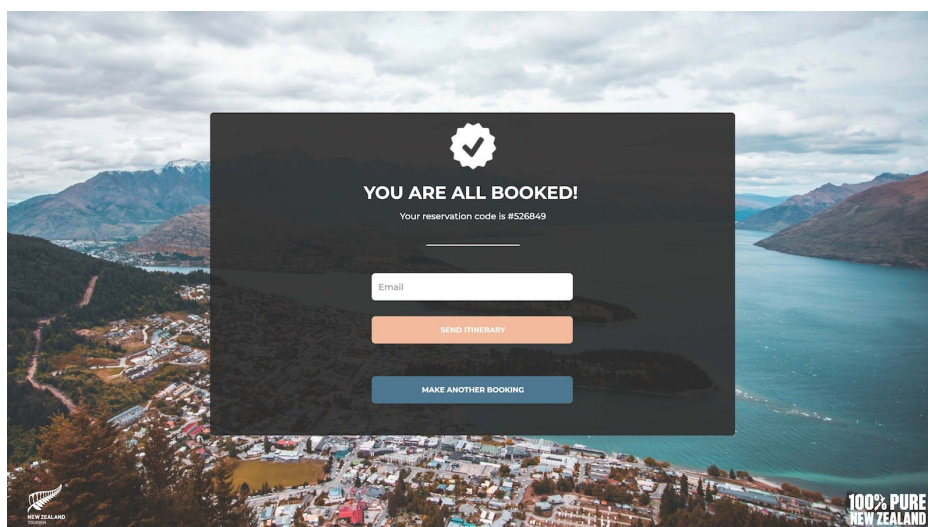 YOU ARE ALL BOOKED!
Your reservation code is #526849
Email
SEND ITINERARY
MAKE ANOTHER BOOKING
NEW ZEALAND
TOURISM
100% PURE
NEW ZEALAND